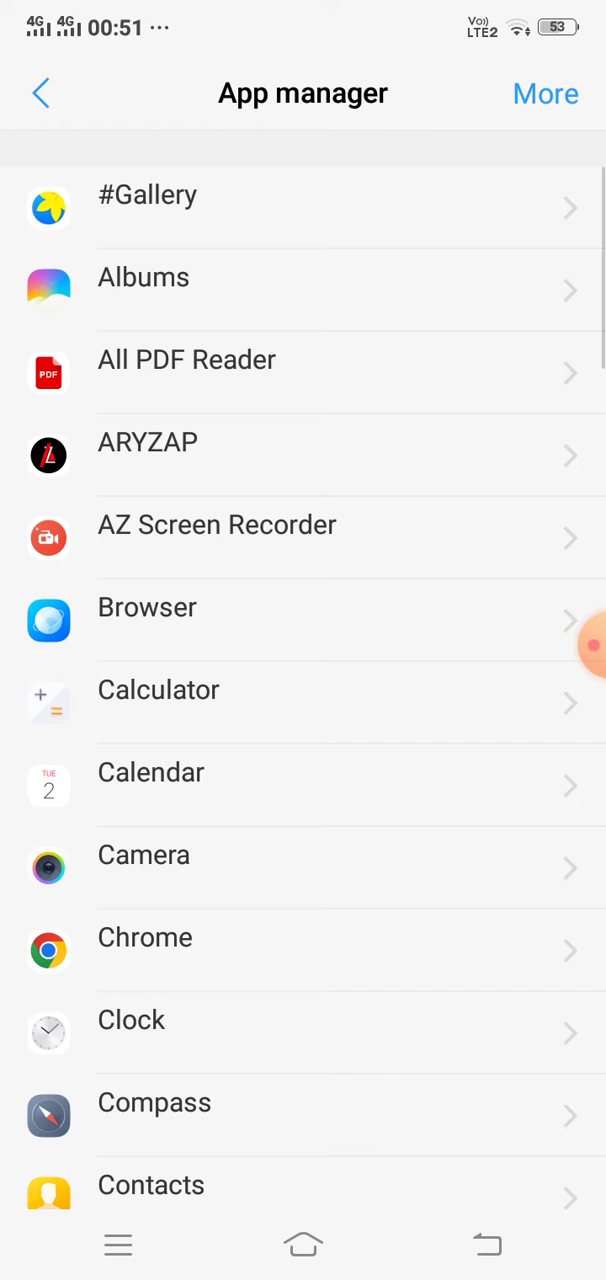 4G 4G 00:51 ... Vo)) LTE2 53
App manager More
#Gallery
Albums
PDF All PDF Reader
ARYZAP
AZ Screen Recorder
Browser
Calculator
TUE 2 Calendar
Camera
Chrome
Clock
Compass
Contacts